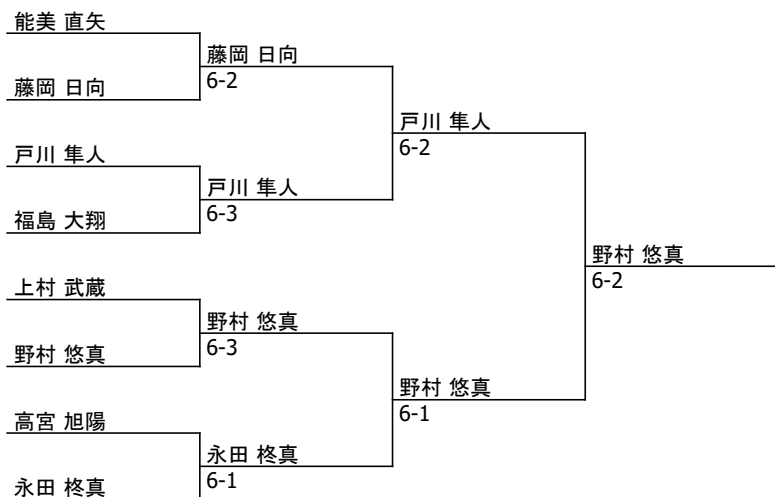 能美 直矢
藤岡 日向
6-2
藤岡 日向
戸川 隼人
6-2
戸川 隼人
戸川 隼人
6-3
福島 大翔
野村 悠真
6-2
上村 武蔵
野村 悠真
6-3
野村 悠真
野村 悠真
6-1
高宮 旭陽
永田 柊真
6-1
永田 柊真